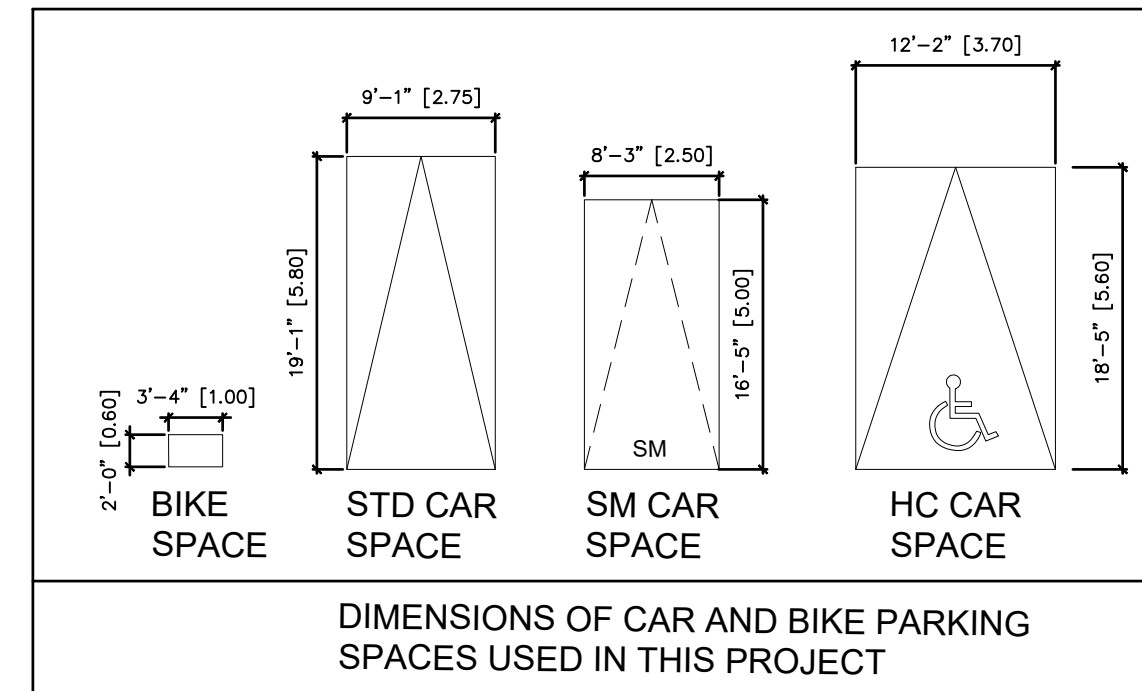 12'-2" [3.70]
9'-1" [2.75]
8'-3" [2.50]
19'-1" [5.80]
16'-5" [5.00]
18'-5" [5.60]
3'-4" [1.00]
2'-0" [0.60]
SM
BIKE
SPACE
STD CAR
SPACE
SM CAR
SPACE
HC CAR
SPACE
DIMENSIONS OF CAR AND BIKE PARKING
SPACES USED IN THIS PROJECT